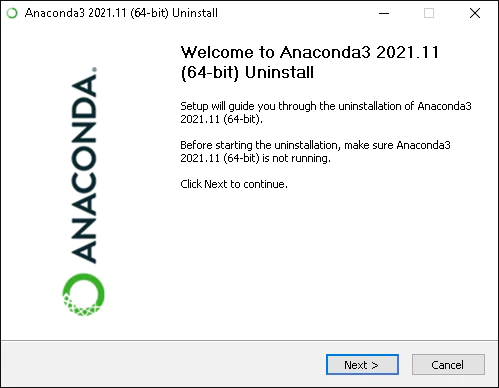 Anaconda3 2021.11 (64-bit) Uninstall
Welcome to Anaconda3 2021.11
(64-bit) Uninstall
Setup will guide you through the uninstallation of Anaconda3
2021.11 (64-bit).
Before starting the uninstallation, make sure Anaconda3
2021.11 (64-bit) is not running.
Click Next to continue.
ANACONDA.
Next >
Cancel